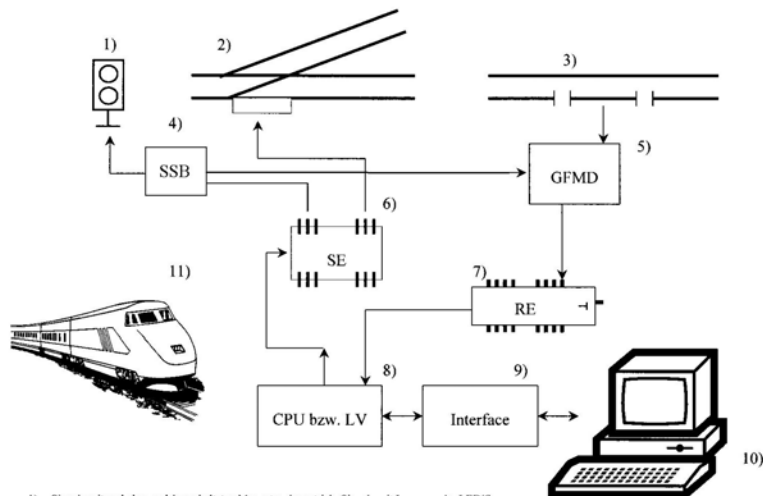 1)
2)
3)
4)
SSB
5)
GFMD
6)
SE
7)
RE
8)
CPU bzw. LV
9)
Interface
10)
11)